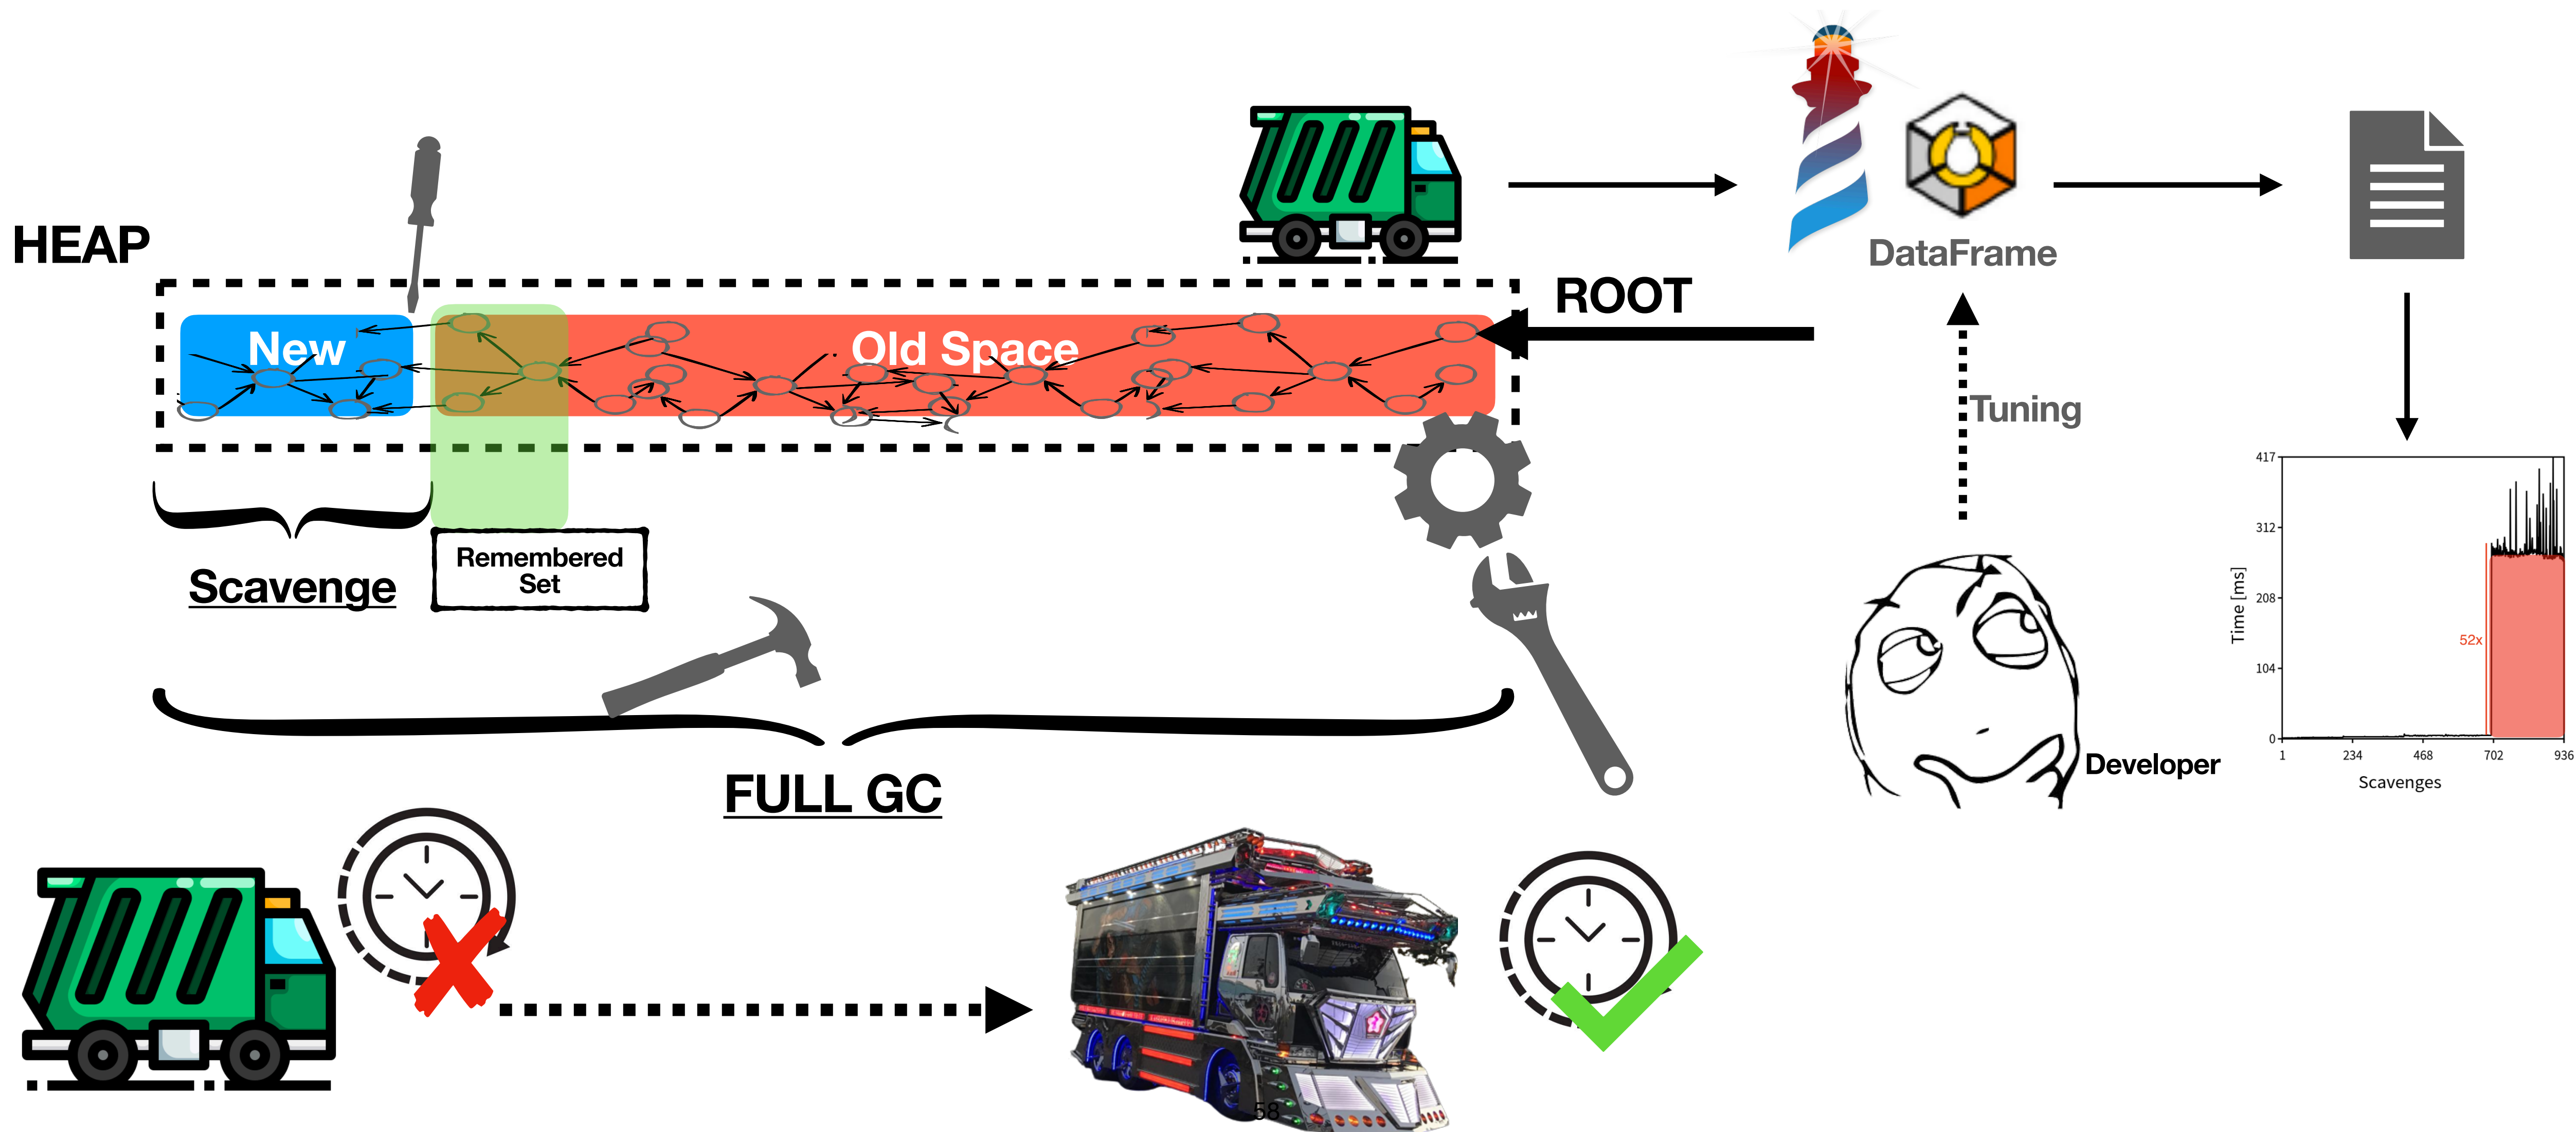 HEAP
New
Old Space
ROOT
DataFrame
Tuning
Scavenge
Remembered
Set
FULL GC
Developer
417
312
208
104
0
Time [ms]
52x
1
234
468
702
936
Scavenges
58